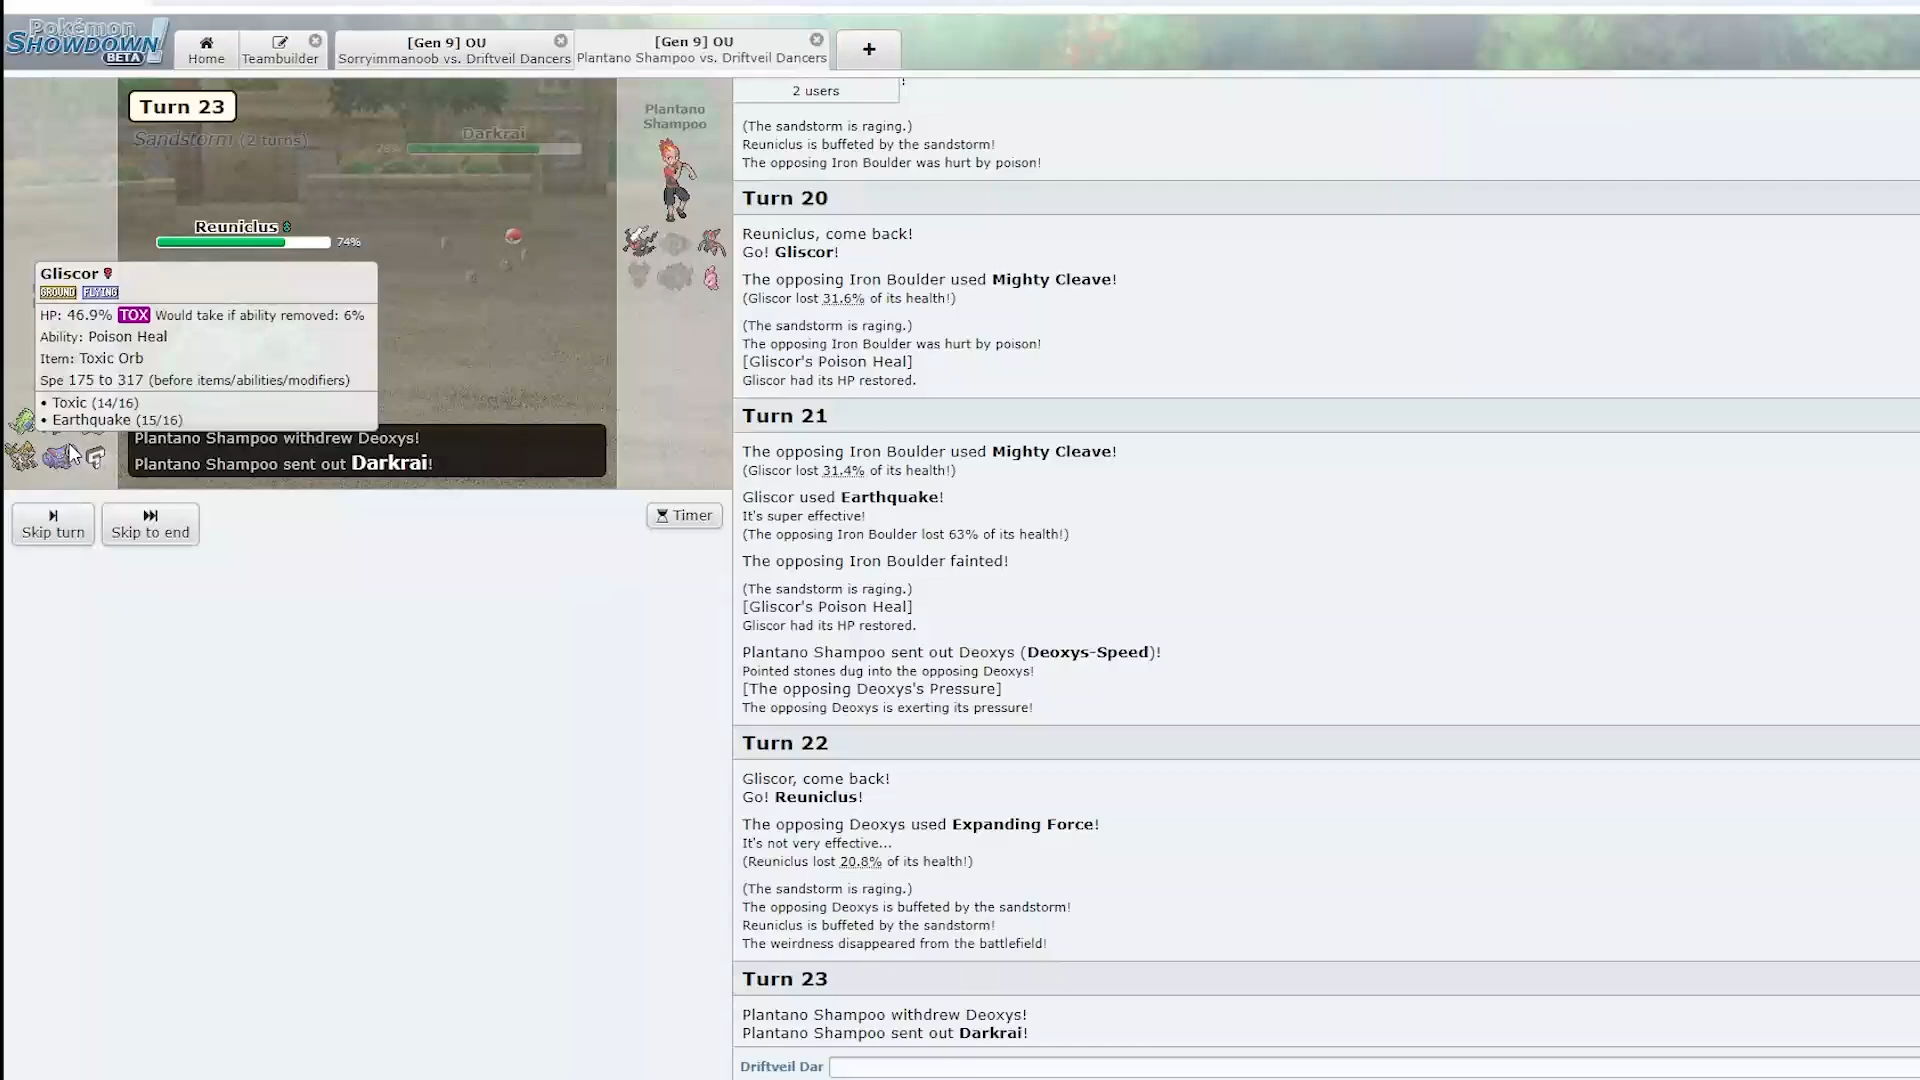 Pokémon
SHOWDOWN!
BETA
Home
Teambuilder
[Gen 9] OU
Sorryimmanoob vs. Driftveil Dancers
[Gen 9] OU
Plantano Shampoo vs. Driftveil Dancers
+
Turn 23
Sandstorm (2 turns)
Darkrai
Reuniclus
74%
Plantano
Shampoo
Gliscor
GROUND FLYING
HP: 46.9% TOX Would take if ability removed: 6%
Ability: Poison Heal
Item: Toxic Orb
Spe 175 to 317 (before items/abilities/modifiers)
• Toxic (14/16)
• Earthquake (15/16)
Plantano Shampoo withdrew Deoxys!
Plantano Shampoo sent out Darkrai!
Skip turn
Skip to end
Timer
2 users
(The sandstorm is raging.)
Reuniclus is buffeted by the sandstorm!
The opposing Iron Boulder was hurt by poison!
Turn 20
Reuniclus, come back!
Go! Gliscor!
The opposing Iron Boulder used Mighty Cleave!
(Gliscor lost 31.6% of its health!)
(The sandstorm is raging.)
The opposing Iron Boulder was hurt by poison!
[Gliscor's Poison Heal]
Gliscor had its HP restored.
Turn 21
The opposing Iron Boulder used Mighty Cleave!
(Gliscor lost 31.4% of its health!)
Gliscor used Earthquake!
It's super effective!
(The opposing Iron Boulder lost 63% of its health!)
The opposing Iron Boulder fainted!
(The sandstorm is raging.)
[Gliscor's Poison Heal]
Gliscor had its HP restored.
Plantano Shampoo sent out Deoxys (Deoxys-Speed)!
Pointed stones dug into the opposing Deoxys!
[The opposing Deoxys's Pressure]
The opposing Deoxys is exerting its pressure!
Turn 22
Gliscor, come back!
Go! Reuniclus!
The opposing Deoxys used Expanding Force!
It's not very effective...
(Reuniclus lost 20.8% of its health!)
(The sandstorm is raging.)
The opposing Deoxys is buffeted by the sandstorm!
Reuniclus is buffeted by the sandstorm!
The weirdness disappeared from the battlefield!
Turn 23
Plantano Shampoo withdrew Deoxys!
Plantano Shampoo sent out Darkrai!
Driftveil Dar